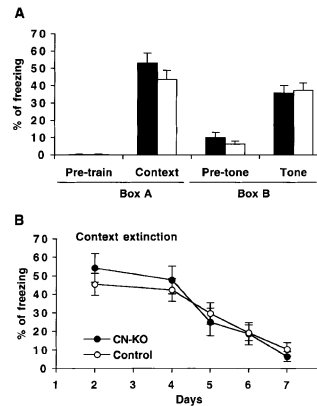 A
70
60
50
40
30
20
10
0
% of freezing
Pre-train Context Pre-tone Tone
Box A Box B
B
Context extinction
70
60
50
40
30
20
10
0
% of freezing
CN-KO
Control
1 2 3 4 5 6 7
Days